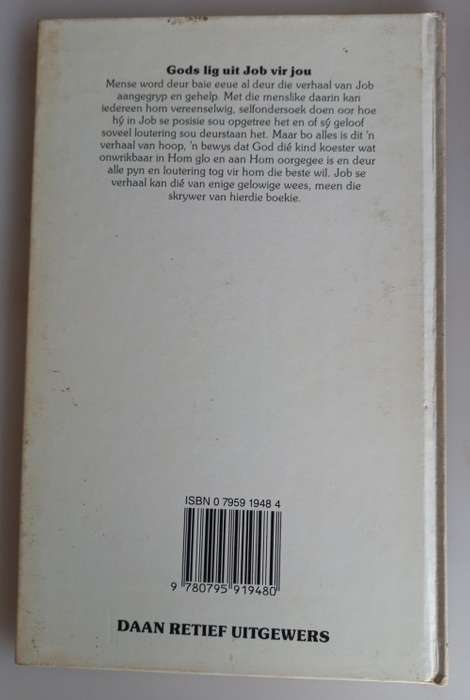 Gods lig uit Job vir jou
Mense word deur baie eeue al deur die verhaal van Job
aangegryp en gehelp. Met die menslike daarin kan
iedereen hom vereenselwig, selfondersoek doen oor hoe
hý in Job se posisie sou opgetree het en of sý geloof
soveel loutering sou deurstaan het. Maar bo alles is dit 'n
verhaal van hoop, 'n bewys dat God dié kind koester wat
onwrikbaar in Hom glo en aan Hom oorgegee is en deur
alle pyn en loutering tog vir hom die beste wil. Job se
verhaal kan dié van enige gelowige wees, meen die
skrywer van hierdie boekie.
ISBN 0 7959 1948 4
9 780795 919480
DAAN RETIEF UITGEWERS